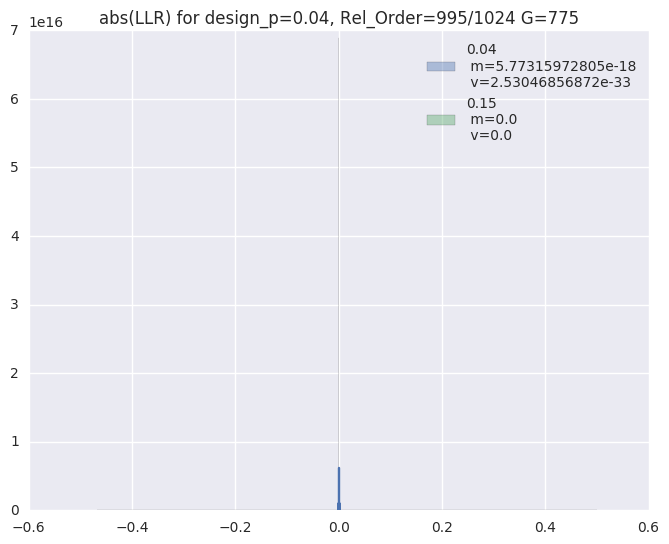 abs(LLR) for design_p=0.04, Rel_Order=995/1024 G=775
1e16
7
6
5
4
3
2
1
0
0.04
m=5.77315972805e-18
v=2.53046856872e-33
0.15
m=0.0
v=0.0
−0.6 −0.4 −0.2 0.0 0.2 0.4 0.6